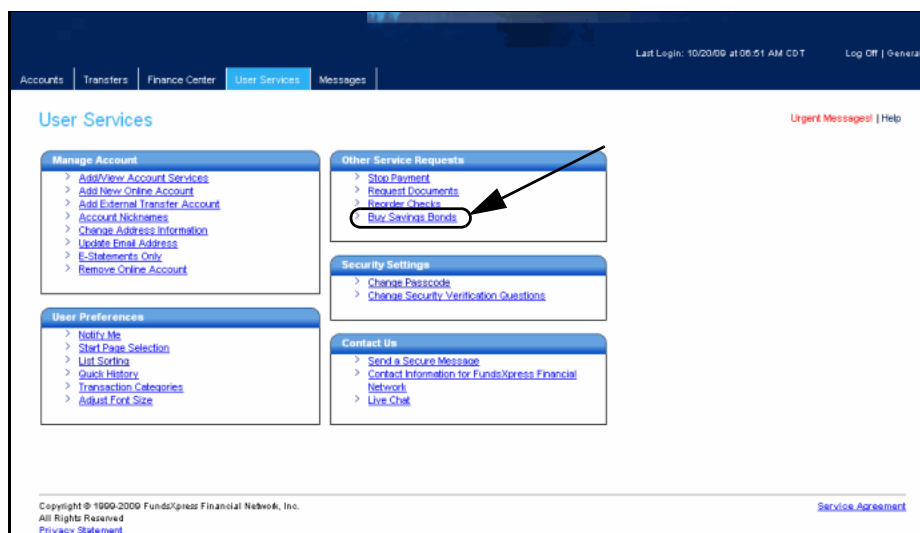 Last Login: 10/20/09 at 06:51 AM CDT Log Off | General
Accounts Transfers Finance Center User Services Messages
User Services
Urgent Messages! | Help
Manage Account
Add/View Account Services
Add New Online Account
Add External Transfer Account
Account Nicknames
Change Address Information
Update Email Address
E-Statements Only
Remove Online Account
User Preferences
Notify Me
Start Page Selection
List Sorting
Quick History
Transaction Categories
Adjust Font Size
Other Service Requests
Stop Payment
Request Documents
Reorder Checks
Buy Savings Bonds
Security Settings
Change Passcode
Change Security Verification Questions
Contact Us
Send a Secure Message
Contact Information for FundsXpress Financial
Network
Live Chat
Copyright © 1999-2009 FundsXpress Financial Network, Inc.
All Rights Reserved
Privacy Statement
Service Agreement